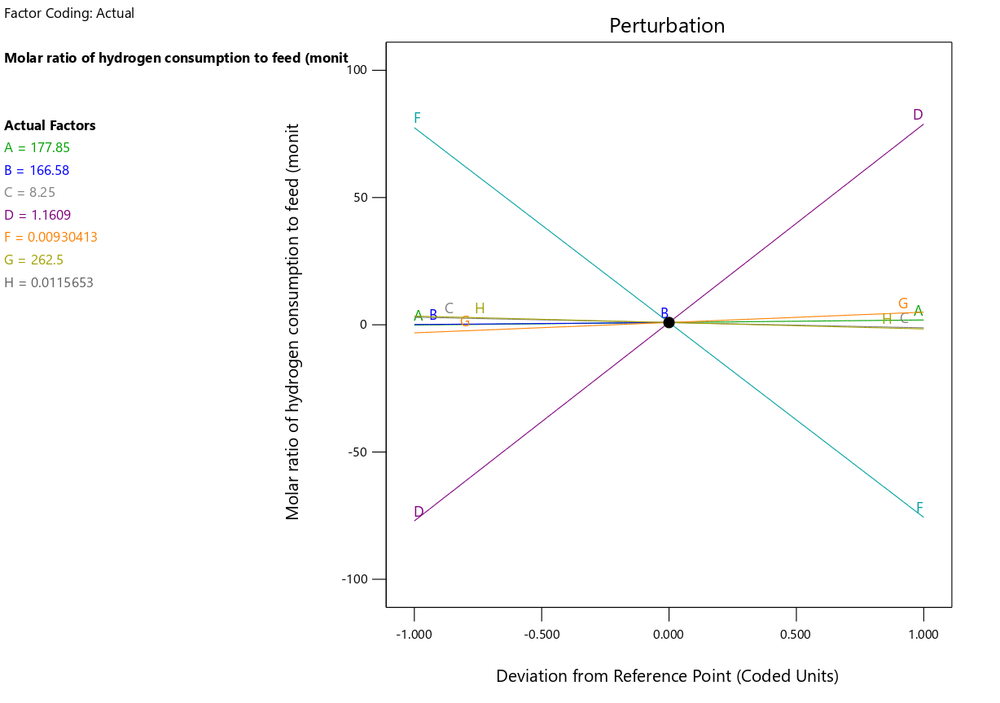 Factor Coding: Actual
Molar ratio of hydrogen consumption to feed (monit
Actual Factors
A = 177.85
B = 166.58
C = 8.25
D = 1.1609
F = 0.00930413
G = 262.5
H = 0.0115653
Perturbation
Molar ratio of hydrogen consumption to feed (monit
100
50
0
-50
-100
F
D
A
B
C
G
H
B
H
G
C
A
D
F
-1.000
-0.500
0.000
0.500
1.000
Deviation from Reference Point (Coded Units)